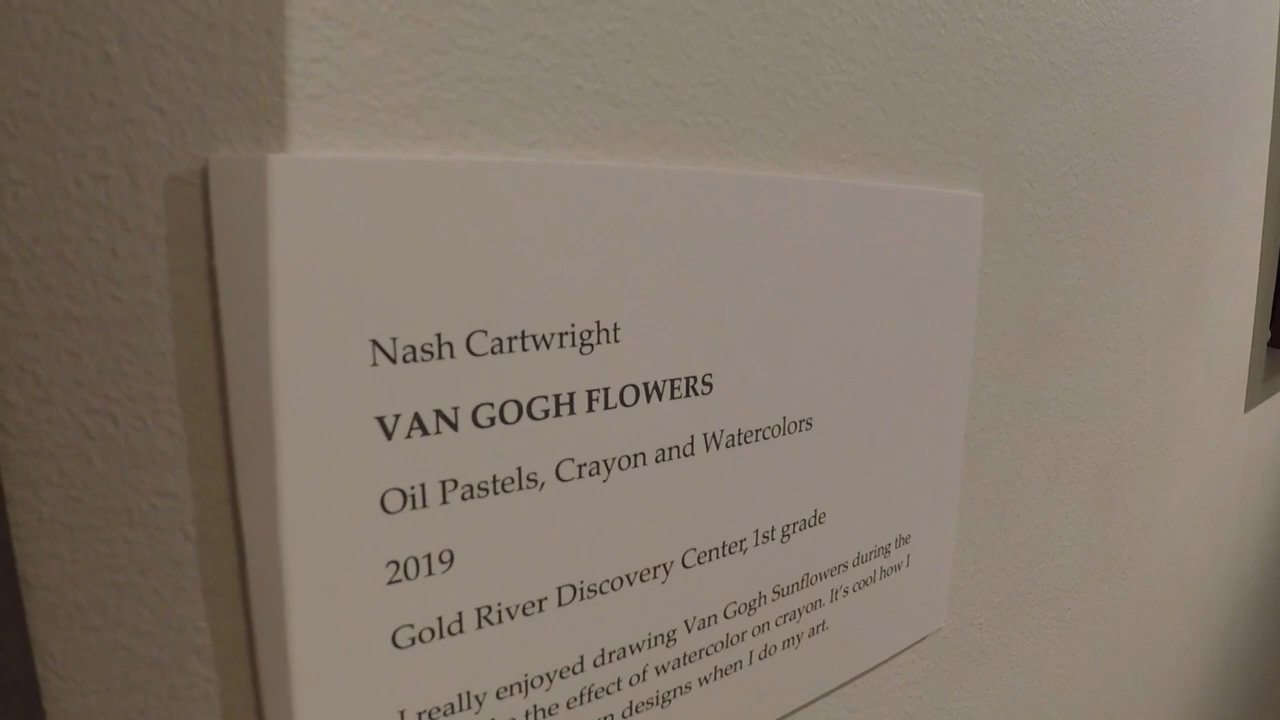 Nash Cartwright
VAN GOGH FLOWERS
Oil Pastels, Crayon and Watercolors
2019
Gold River Discovery Center, 1st grade
I really enjoyed drawing Van Gogh Sunflowers during the
the effect of watercolor on crayon. It's cool how I
designs when I do my art.